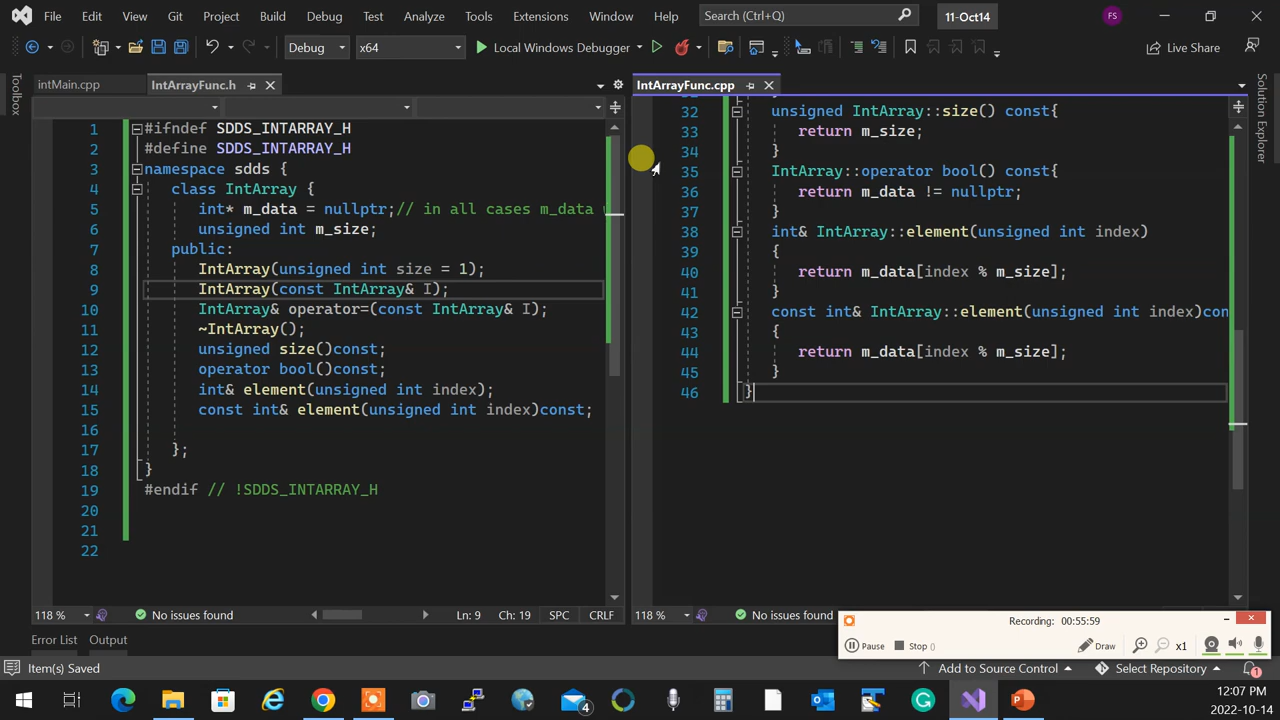 File Edit View Git Project Build Debug Test Analyze Tools Extensions Window Help Search (Ctrl+Q) 11-Oct14 FS
Debug x64 Local Windows Debugger Live Share
Toolbox
intMain.cpp IntArrayFunc.h
1 #ifndef SDDS_INTARRAY_H
2 #define SDDS_INTARRAY_H
3 namespace sdds {
4 class IntArray {
5 int* m_data = nullptr;// in all cases m_data
6 unsigned int m_size;
7 public:
8 IntArray(unsigned int size = 1);
9 IntArray(const IntArray& I);
10 IntArray& operator=(const IntArray& I);
11 ~IntArray();
12 unsigned size()const;
13 operator bool()const;
14 int& element(unsigned int index);
15 const int& element(unsigned int index)const;
16
17 };
18 }
19 #endif // !SDDS_INTARRAY_H
20
21
22
118 % No issues found Ln: 9 Ch: 19 SPC CRLF
IntArrayFunc.cpp
32 unsigned IntArray::size() const{
33 return m_size;
34 }
35 IntArray::operator bool() const{
36 return m_data != nullptr;
37 }
38 int& IntArray::element(unsigned int index)
39 {
40 return m_data[index % m_size];
41 }
42 const int& IntArray::element(unsigned int index)con
43 {
44 return m_data[index % m_size];
45 }
46 }
118 % No issues found
Solution Explorer
Recording: 00:55:59
Pause Stop () Draw x1
Error List Output
Item(s) Saved Add to Source Control Select Repository 1
4
12:07 PM
2022-10-14